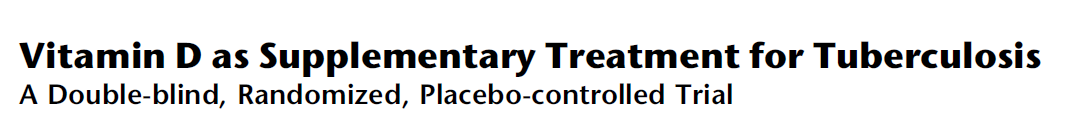 Vitamin D as Supplementary Treatment for Tuberculosis
A Double-blind, Randomized, Placebo-controlled Trial